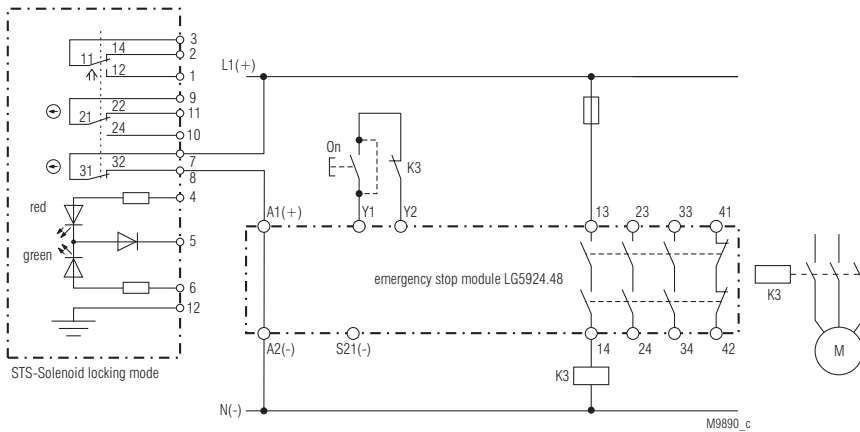 14
3
11
2
12
1
L1(+)
9
22
11
21
24
10
32
7
31
8
On
K3
4
red
5
green
6
12
A1(+)
Y1
Y2
13
23
33
41
emergency stop module LG5924.48
K3
M
A2(-)
S21(-)
14
24
34
42
STS-Solenoid locking mode
K3
N(-)
M9890_c